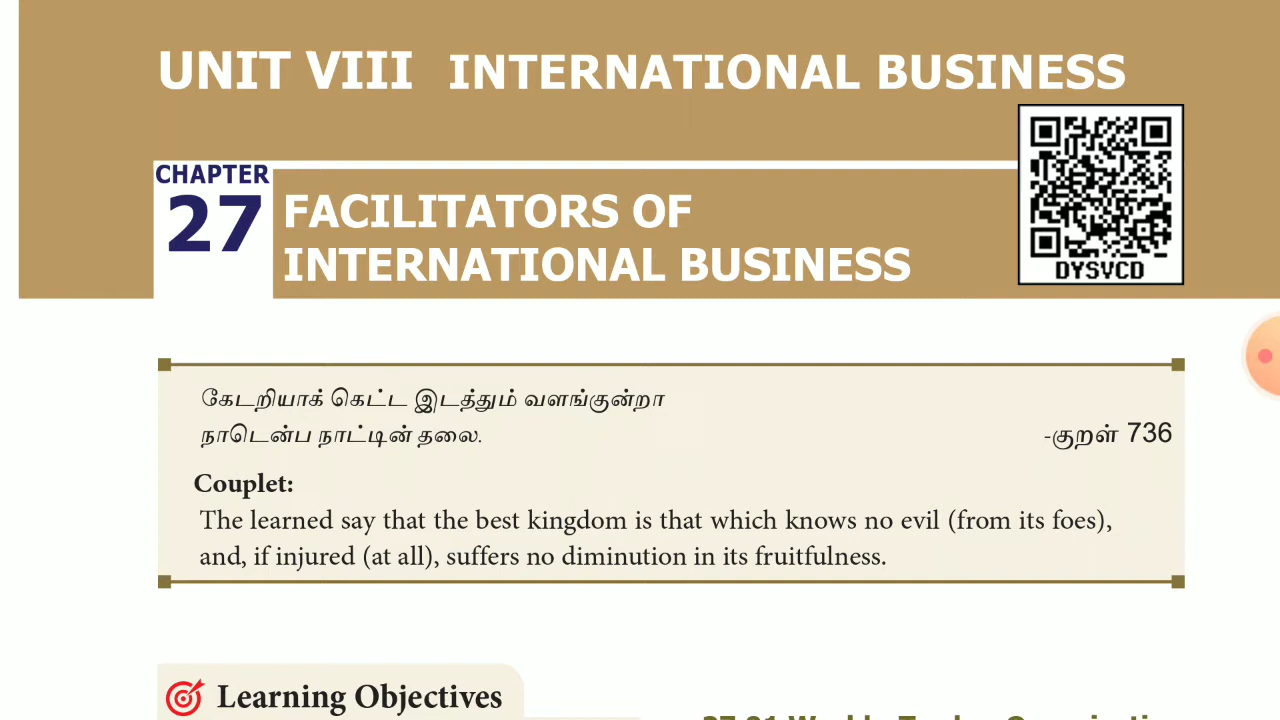 UNIT VIII INTERNATIONAL BUSINESS
CHAPTER
27
FACILITATORS OF
INTERNATIONAL BUSINESS
DYSVCD
கேடறியாக் கெட்ட இடத்தும் வளங்குன்றா
நாடென்ப நாட்டின் தலை.
-குறள் 736
Couplet:
The learned say that the best kingdom is that which knows no evil (from its foes),
and, if injured (at all), suffers no diminution in its fruitfulness.
Learning Objectives